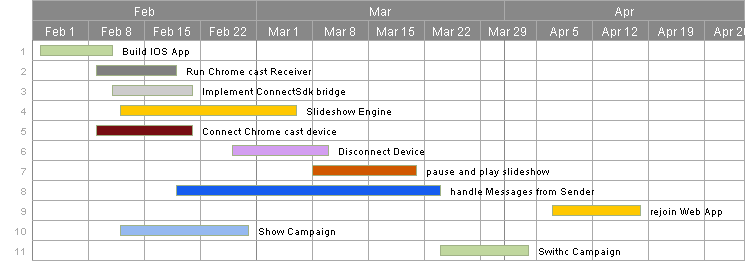 Feb Mar Apr
Feb 1 Feb 8 Feb 15 Feb 22 Mar 1 Mar 8 Mar 15 Mar 22 Mar 29 Apr 5 Apr 12 Apr 19 Apr 26
1 Build IOS App
2 Run Chrome cast Receiver
3 Implement ConnectSdk bridge
4 Slideshow Engine
5 Connect Chrome cast device
6 Disconnect Device
7 pause and play slideshow
8 handle Messages from Sender
9 rejoin Web App
10 Show Campaign
11 Swithc Campaign